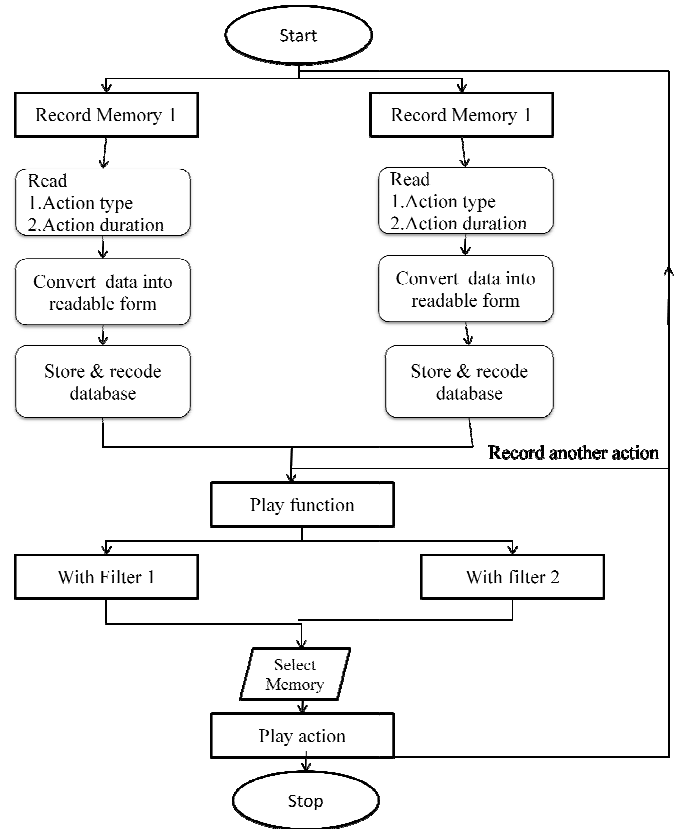 Start
Record Memory 1
Record Memory 1
Read
1.Action type
2.Action duration
Read
1.Action type
2.Action duration
Convert data into
readable form
Convert data into
readable form
Store & recode
database
Store & recode
database
Record another action
Play function
With Filter 1
With filter 2
Select
Memory
Play action
Stop